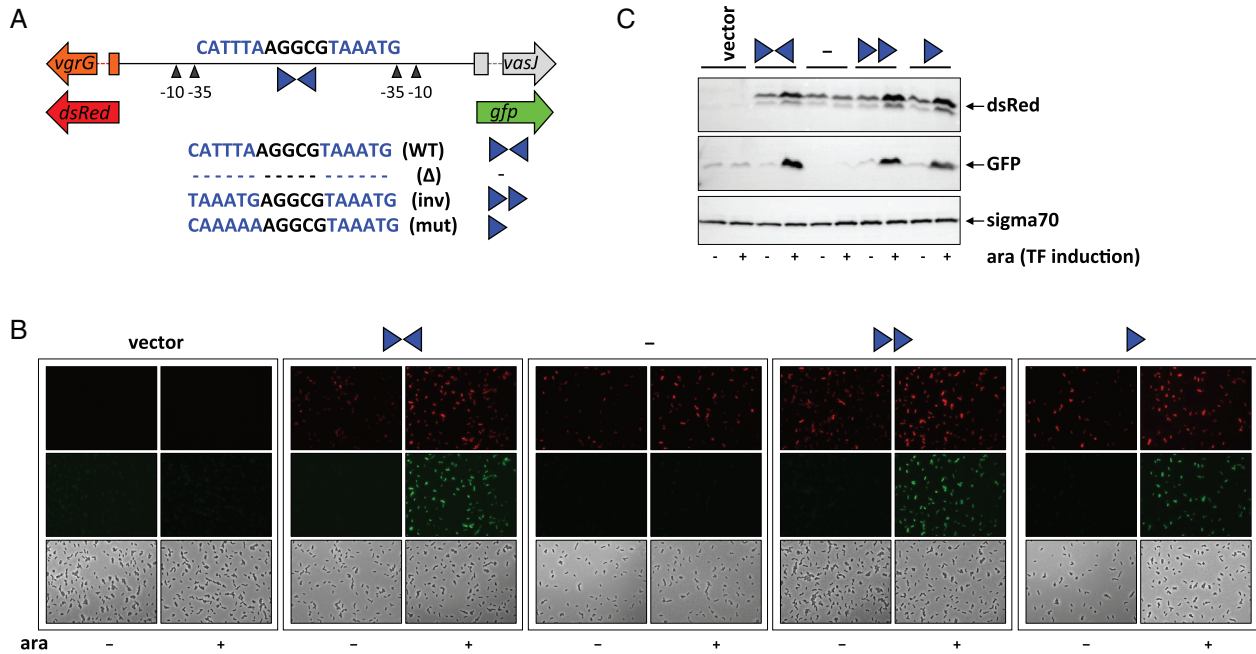 A
CATTTAAGGCGTAAATG
vgrG
vasJ
-10 -35
-35 -10
dsRed
gfp
CATTTAAGGCGTAAATG (WT)
- - - - - - - - - - - - - - - - - (Δ) -
TAAATGAGGCGTAAATG (inv)
CAAAAAAGGCGTAAATG (mut)
C
vector –
dsRed
GFP
sigma70
- + - + - + - + - + ara (TF induction)
B
vector –
ara – + – + – + – + – +